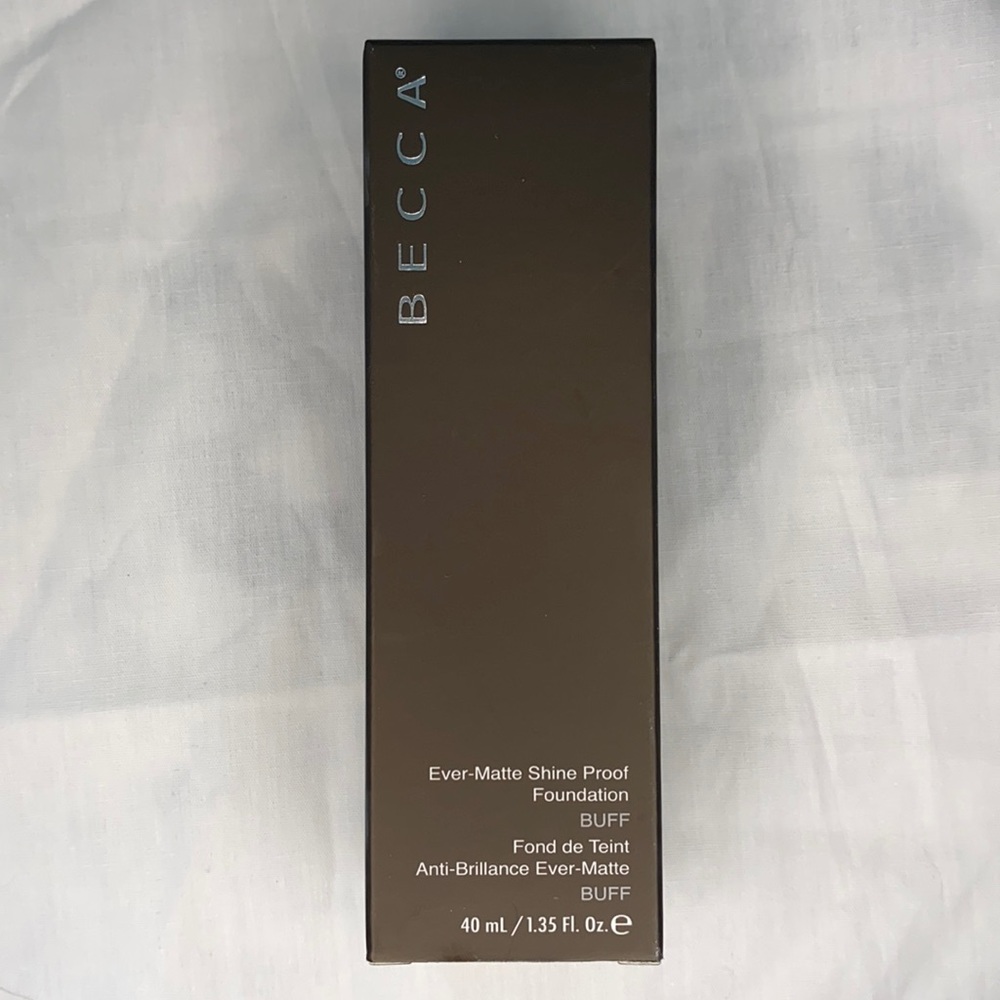 BECCA®
Ever-Matte Shine Proof
Foundation
BUFF
Fond de Teint
Anti-Brillance Ever-Matte
BUFF
40 mL / 1.35 Fl. Oz. ℮